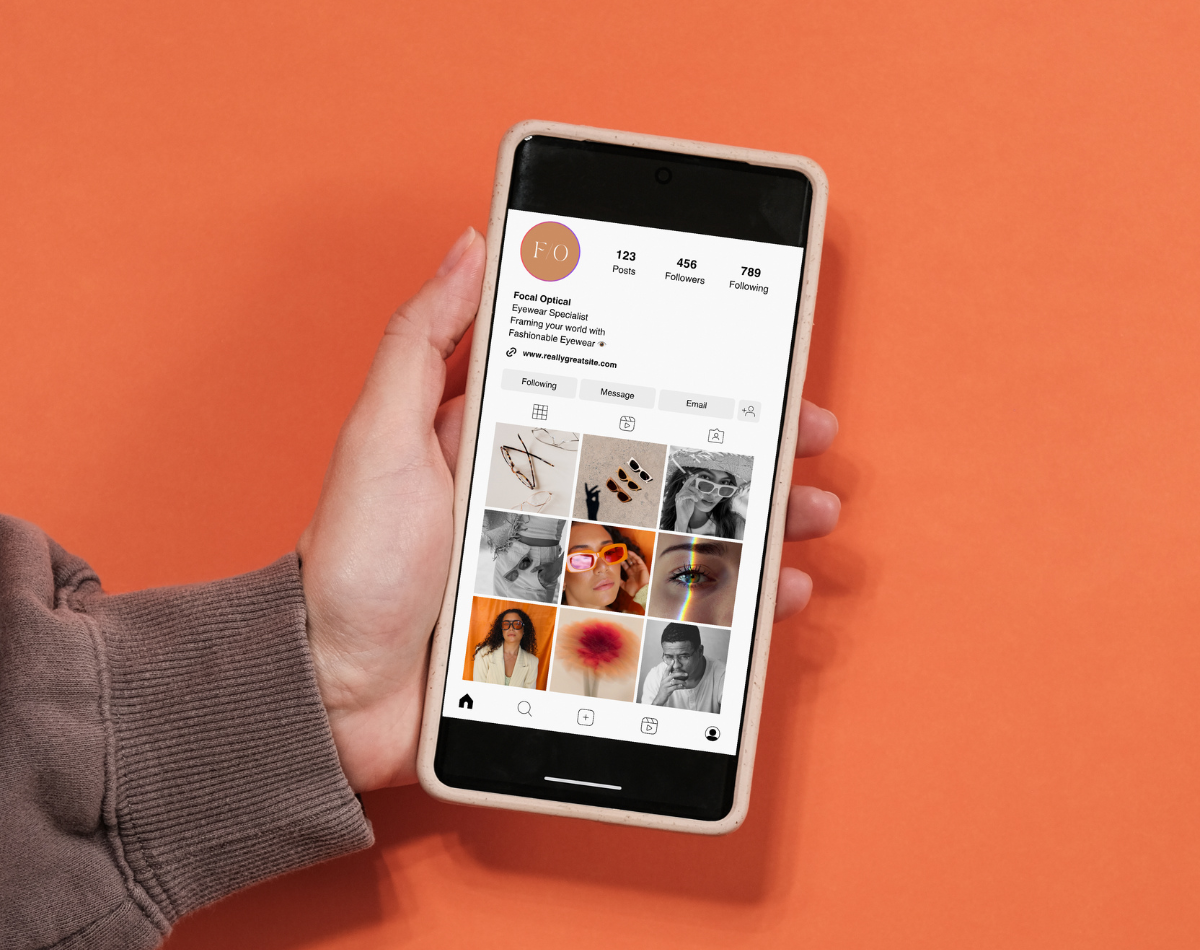 F/O
123 456 789
Posts Followers Following
Focal Optical
Eyewear Specialist
Framing your world with
Fashionable Eyewear 👁
www.reallygreatsite.com
Following Message Email